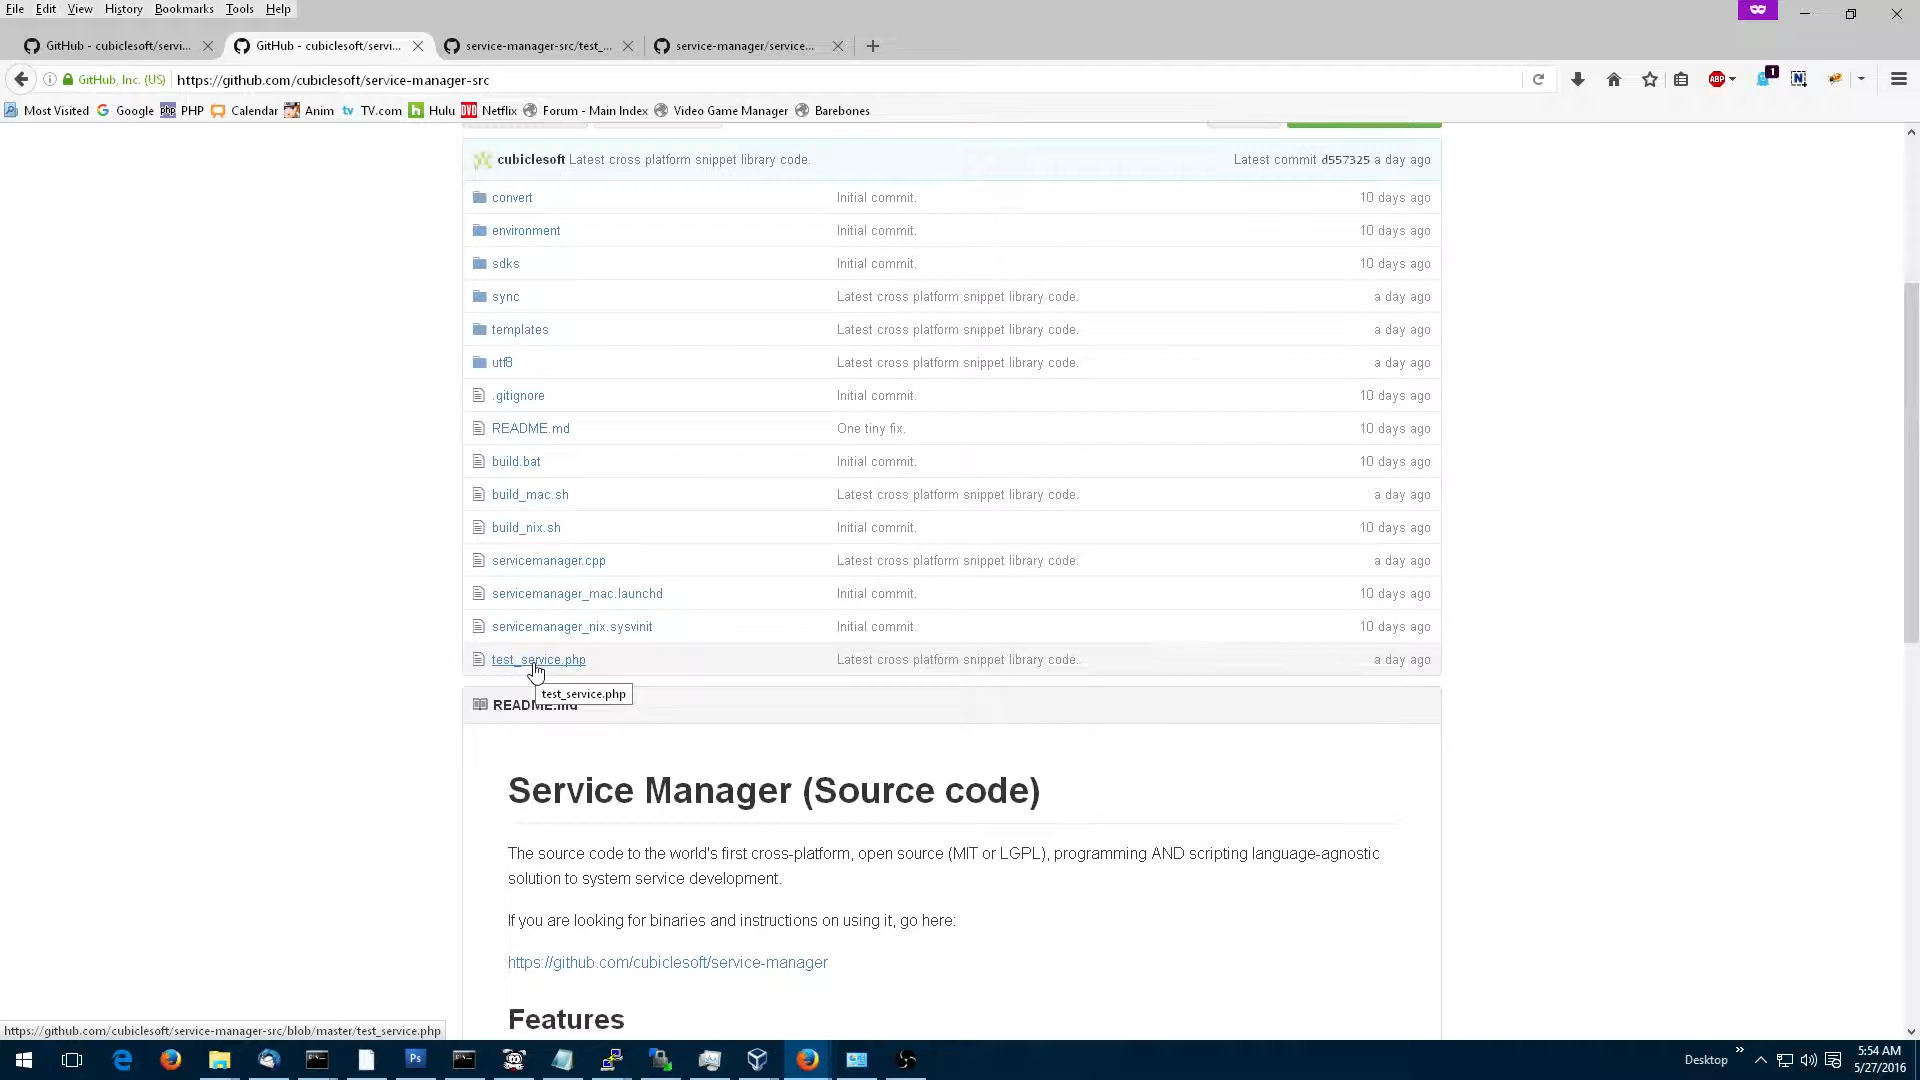 File Edit View History Bookmarks Tools Help
GitHub - cubiclesoft/servi... GitHub - cubiclesoft/servi... service-manager-src/test_... service-manager/service...
GitHub, Inc. (US) https://github.com/cubiclesoft/service-manager-src ABP 1
Most Visited Google PHP Calendar Anim tv TV.com Hulu Netflix Forum - Main Index Video Game Manager Barebones
cubiclesoft Latest cross platform snippet library code. Latest commit d557325 a day ago
convert Initial commit. 10 days ago
environment Initial commit. 10 days ago
sdks Initial commit. 10 days ago
sync Latest cross platform snippet library code. a day ago
templates Latest cross platform snippet library code. a day ago
utf8 Latest cross platform snippet library code. a day ago
.gitignore Initial commit. 10 days ago
README.md One tiny fix. 10 days ago
build.bat Initial commit. 10 days ago
build_mac.sh Latest cross platform snippet library code. a day ago
build_nix.sh Initial commit. 10 days ago
servicemanager.cpp Latest cross platform snippet library code. a day ago
servicemanager_mac.launchd Initial commit. 10 days ago
servicemanager_nix.sysvinit Initial commit. 10 days ago
test_service.php Latest cross platform snippet library code. a day ago
test_service.php
README.md
Service Manager (Source code)
The source code to the world's first cross-platform, open source (MIT or LGPL), programming AND scripting language-agnostic
solution to system service development.
If you are looking for binaries and instructions on using it, go here:
https://github.com/cubiclesoft/service-manager
Features
https://github.com/cubiclesoft/service-manager-src/blob/master/test_service.php
Desktop 5:54 AM
5/27/2016